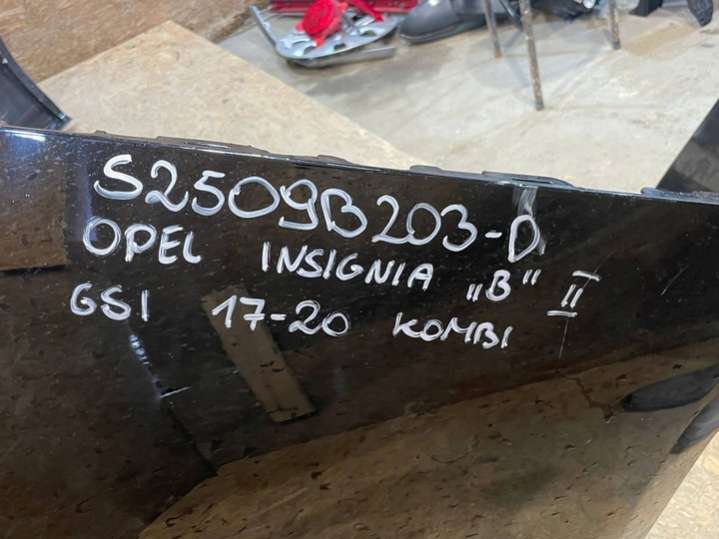 S2509B203-D
OPEL INSIGNIA „B" II
GSI 17-20 KOMBI